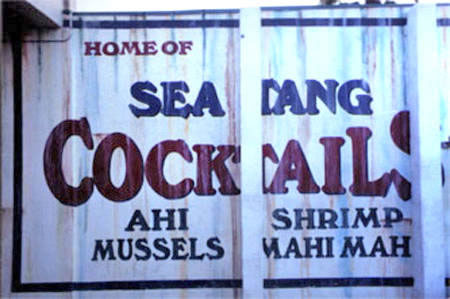 HOME OF
SEA TANG
COCKTAILS
AHI SHRIMP
MUSSELS MAHI MAH